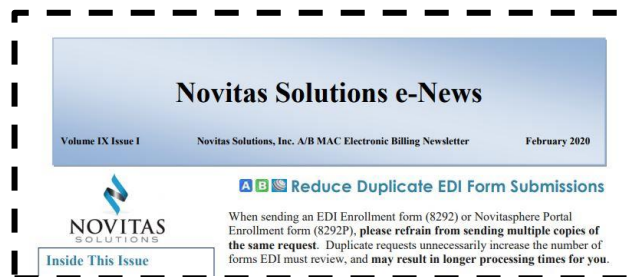 Novitas Solutions e-News
Volume IX Issue I Novitas Solutions, Inc. A/B MAC Electronic Billing Newsletter February 2020
A B Reduce Duplicate EDI Form Submissions
NOVITAS
SOLUTIONS
When sending an EDI Enrollment form (8292) or Novitasphere Portal
Enrollment form (8292P), please refrain from sending multiple copies of
the same request. Duplicate requests unnecessarily increase the number of
forms EDI must review, and may result in longer processing times for you.
Inside This Issue